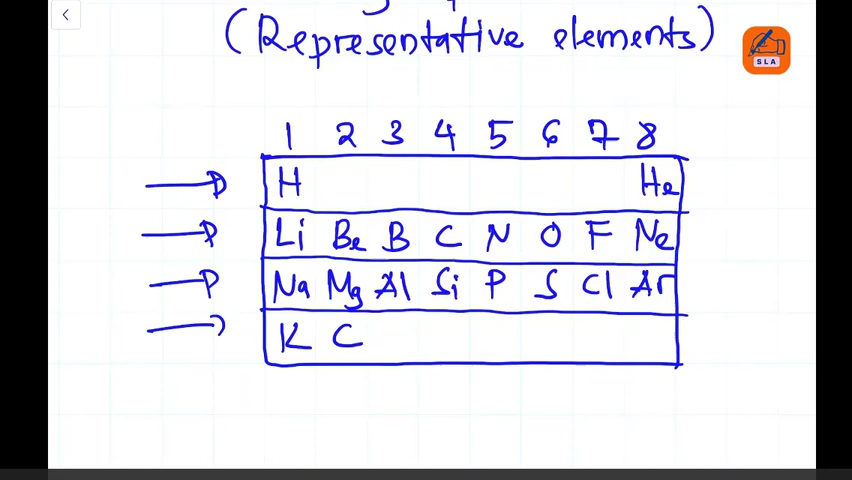 (Representative elements)
SLA
1 2 3 4 5 6 7 8
H He
Li Be B C N O F Ne
Na Mg Al Si P S Cl Ar
K C